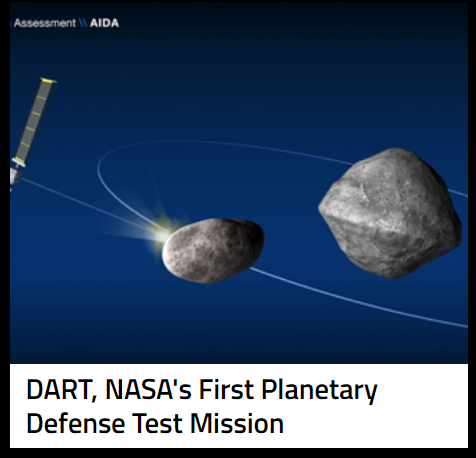 Assessment \\ AIDA
DART, NASA's First Planetary
Defense Test Mission